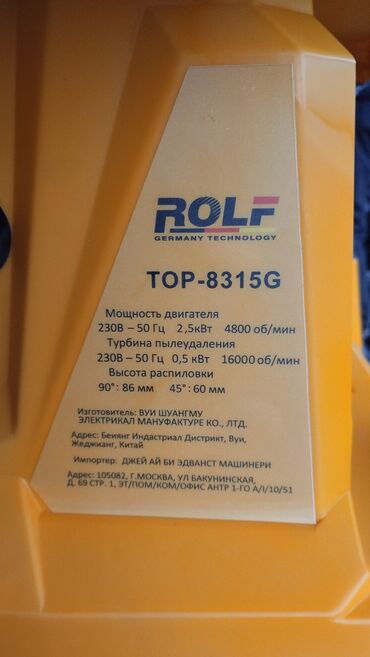 ROLF
GERMANY TECHNOLOGY
TOP-8315G
Мощность двигателя
230В – 50 Гц 2,5кВт 4800 об/мин
Турбина пылеудаления
230В – 50 Гц 0,5 кВт 16000 об/мин
Высота распиловки
90°: 86 мм 45°: 60 мм
Изготовитель: ВУИ ШУАНГМУ
ЭЛЕКТРИКАЛ МАНУФАКТУРЕ КО., ЛТД.
Адрес: Беиянг Индастриал Дистрикт, Вуи,
Жеджианг, Китай
Импортер: ДЖЕЙ АЙ БИ ЭДВАНСТ МАШИНЕРИ
Адрес: 105082, Г.МОСКВА, УЛ БАКУНИНСКАЯ,
Д. 69 СТР. 1, ЭТ/ПОМ/КОМ/ОФИС АНТР 1-ГО А/I/10/51